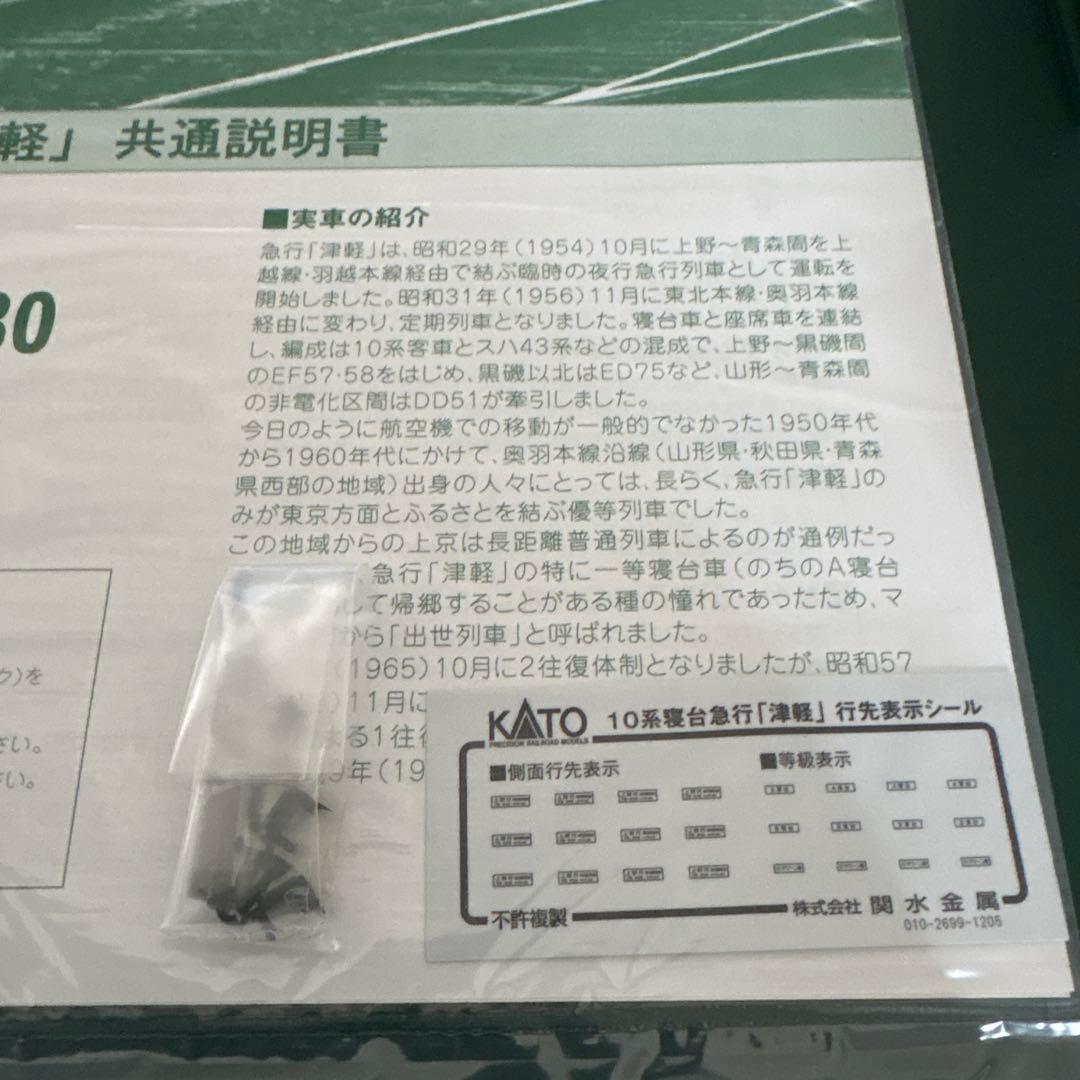 軽」 共通説明書
80
■実車の紹介
急行「津軽」は、昭和29年(1954)10月に上野〜青森間を上
越線・羽越本線経由で結ぶ臨時の夜行急行列車として運転を
開始しました。昭和31年(1956)11月に東北本線・奥羽本線
経由に変わり、定期列車となりました。寝台車と座席車を連結
し、編成は10系客車とスハ43系などの混成で、上野〜黒磯間
のEF57・58をはじめ、黒磯以北はED75など、山形〜青森間
の非電化区間はDD51が牽引しました。
今日のように航空機での移動が一般的でなかった1950年代
から1960年代にかけて、奥羽本線沿線(山形県・秋田県・青森
県西部の地域)出身の人々にとっては、長らく、急行「津軽」の
みが東京方面とふるさとを結ぶ優等列車でした。
この地域からの上京は長距離普通列車によるのが通例だっ
、急行「津軽」の特に一等寝台車(のちのA寝台
して帰郷することがある種の憧れであったため、マ
から「出世列車」と呼ばれました。
(1965)10月に2往復体制となりましたが、昭和57
)11月に
る1往
9年(19
ク)を
さい。
さい。
KATO
PRECISION RAILROAD MODELS
10系寝台急行「津軽」行先表示シール
■側面行先表示
■等級表示
不許複製
株式会社 関水金属
010-2699-1205